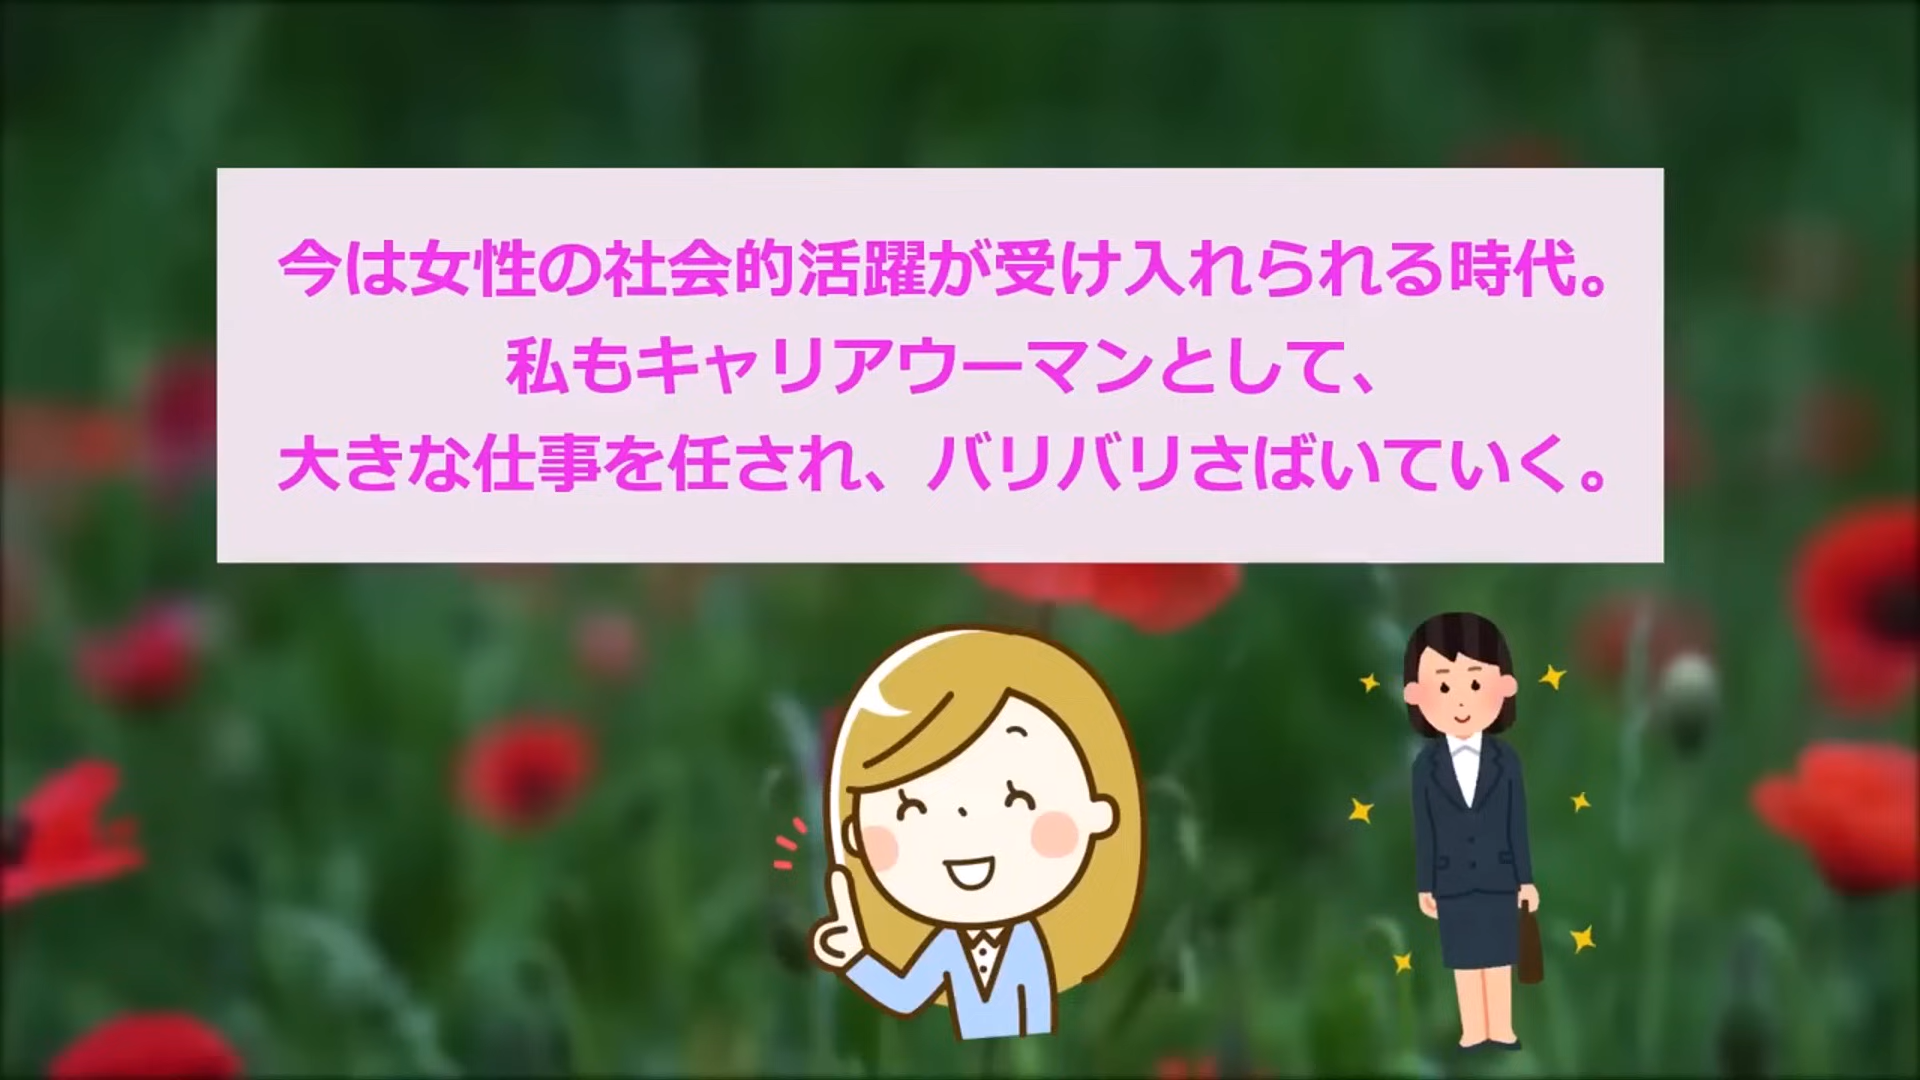 今は女性の社会的活躍が受け入れられる時代。
私もキャリアウーマンとして、
大きな仕事を任され、バリバリさばいていく。